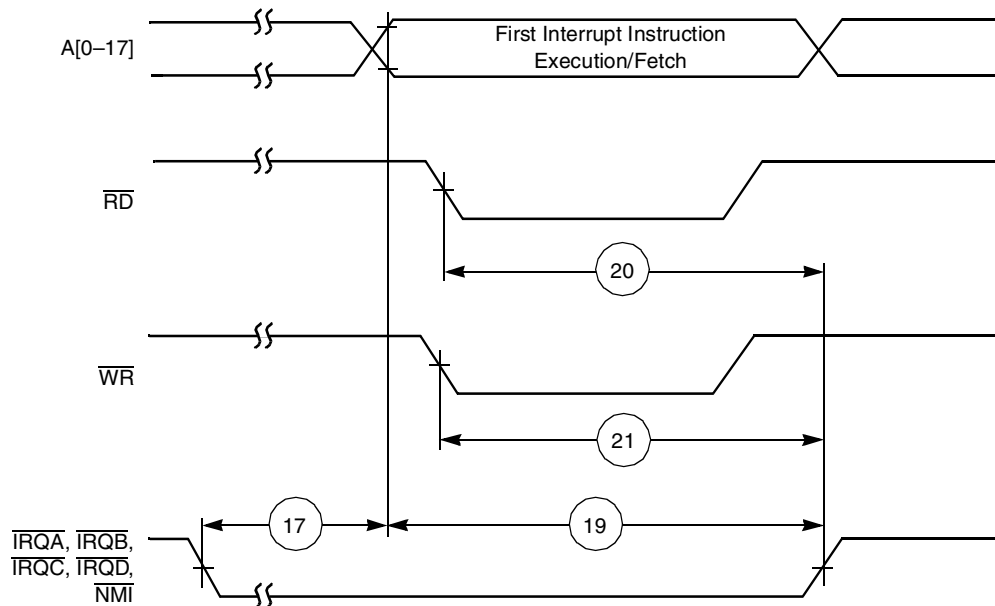 A[0–17]
First Interrupt Instruction
Execution/Fetch
RD
20
WR
21
17
19
IRQA, IRQB,
IRQC, IRQD,
NMI